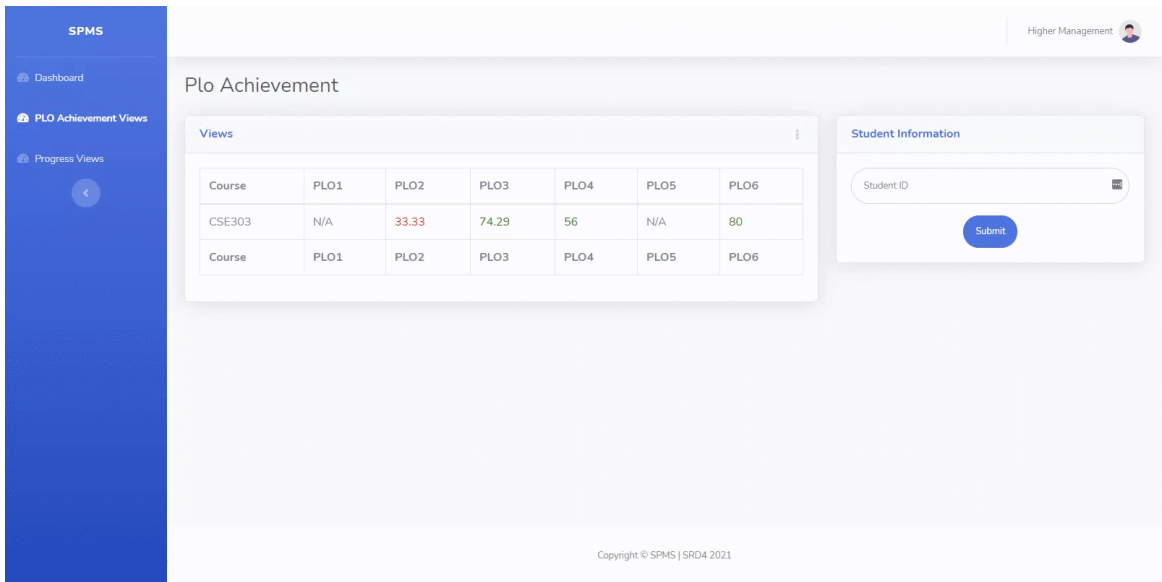 SPMS
Higher Management
Dashboard
PLO Achievement Views
Progress Views
Plo Achievement
Views
Course PLO1 PLO2 PLO3 PLO4 PLO5 PLO6
CSE303 N/A 33.33 74.29 56 N/A 80
Course PLO1 PLO2 PLO3 PLO4 PLO5 PLO6
Student Information
Student ID
Submit
Copyright © SPMS | SRD4 2021